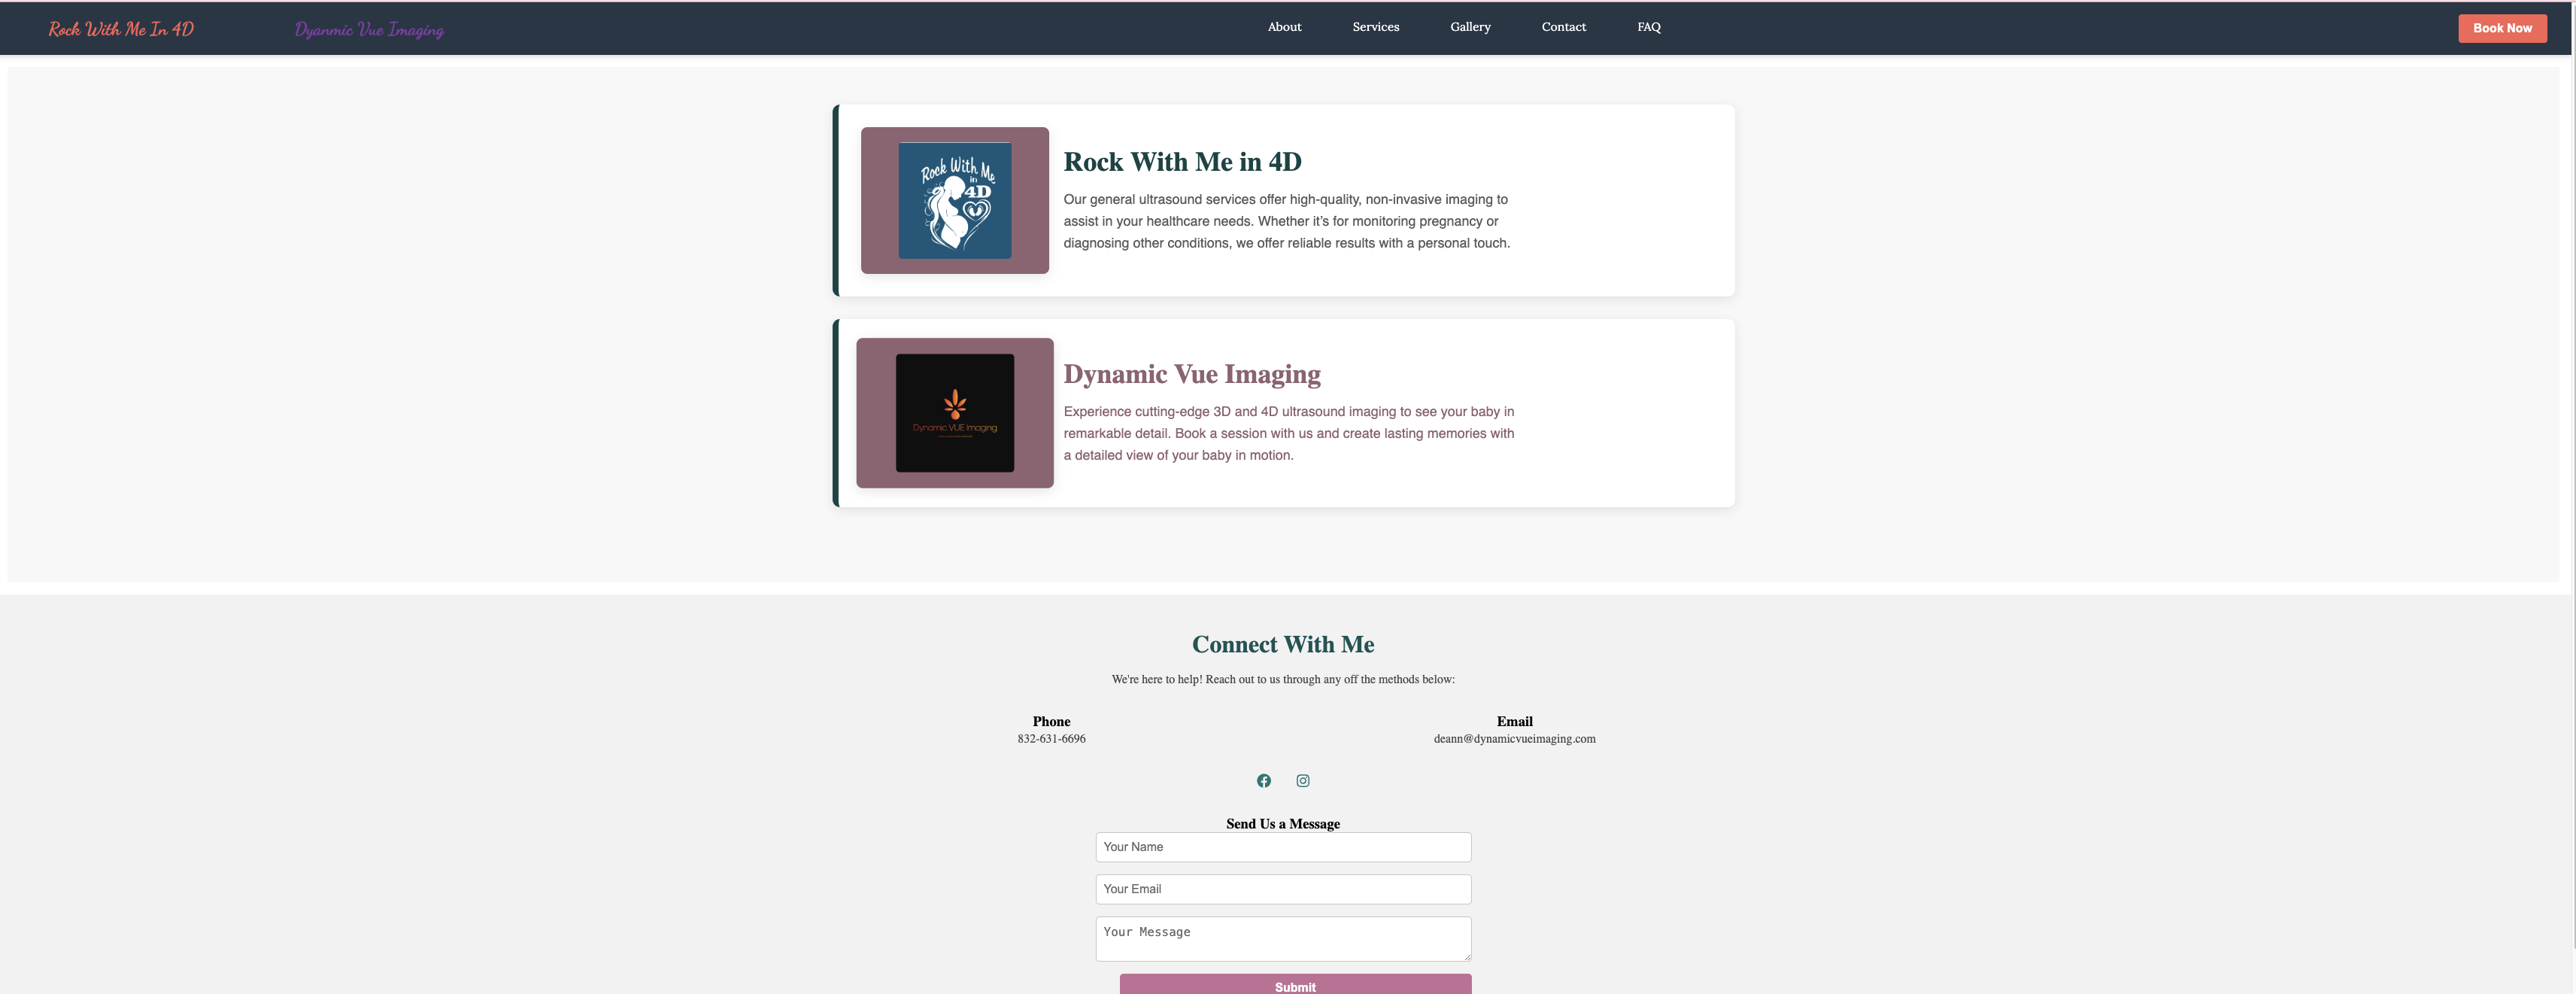 Rock With Me In 4D
Dyanmic Vue Imaging
About
Services
Gallery
Contact
FAQ
Book Now
Rock With Me
in
4D
Rock With Me in 4D
Our general ultrasound services offer high-quality, non-invasive imaging to
assist in your healthcare needs. Whether it’s for monitoring pregnancy or
diagnosing other conditions, we offer reliable results with a personal touch.
Dynamic VUE Imaging
Dynamic Vue Imaging
Experience cutting-edge 3D and 4D ultrasound imaging to see your baby in
remarkable detail. Book a session with us and create lasting memories with
a detailed view of your baby in motion.
Connect With Me
We're here to help! Reach out to us through any off the methods below:
Phone
832-631-6696
Email
deann@dynamicvueimaging.com
Send Us a Message
Your Name
Your Email
Your Message
Submit